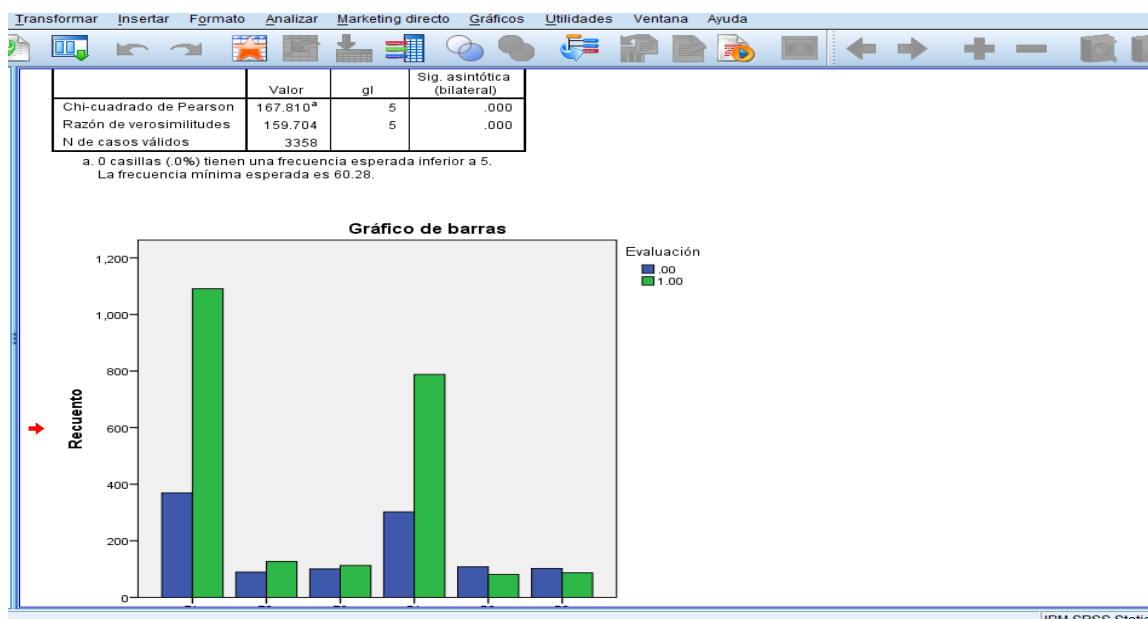 Transformar Insertar Formato Analizar Marketing directo Gráficos Utilidades Ventana Ayuda
Valor gl Sig. asintótica (bilateral)
Chi-cuadrado de Pearson 167.810ª 5 .000
Razón de verosimilitudes 159.704 5 .000
N de casos válidos 3358
a. 0 casillas (.0%) tienen una frecuencia esperada inferior a 5.
La frecuencia mínima esperada es 60.28.
Gráfico de barras
Evaluación
.00
1.00
Recuento
1,200
1,000
800
600
400
200
0